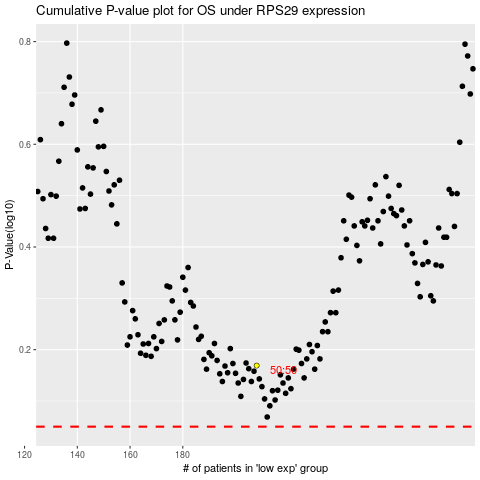 Cumulative P-value plot for OS under RPS29 expression
P-Value(log10)
0.8
0.6
0.4
0.2
50:50
120 140 160 180
# of patients in 'low exp' group